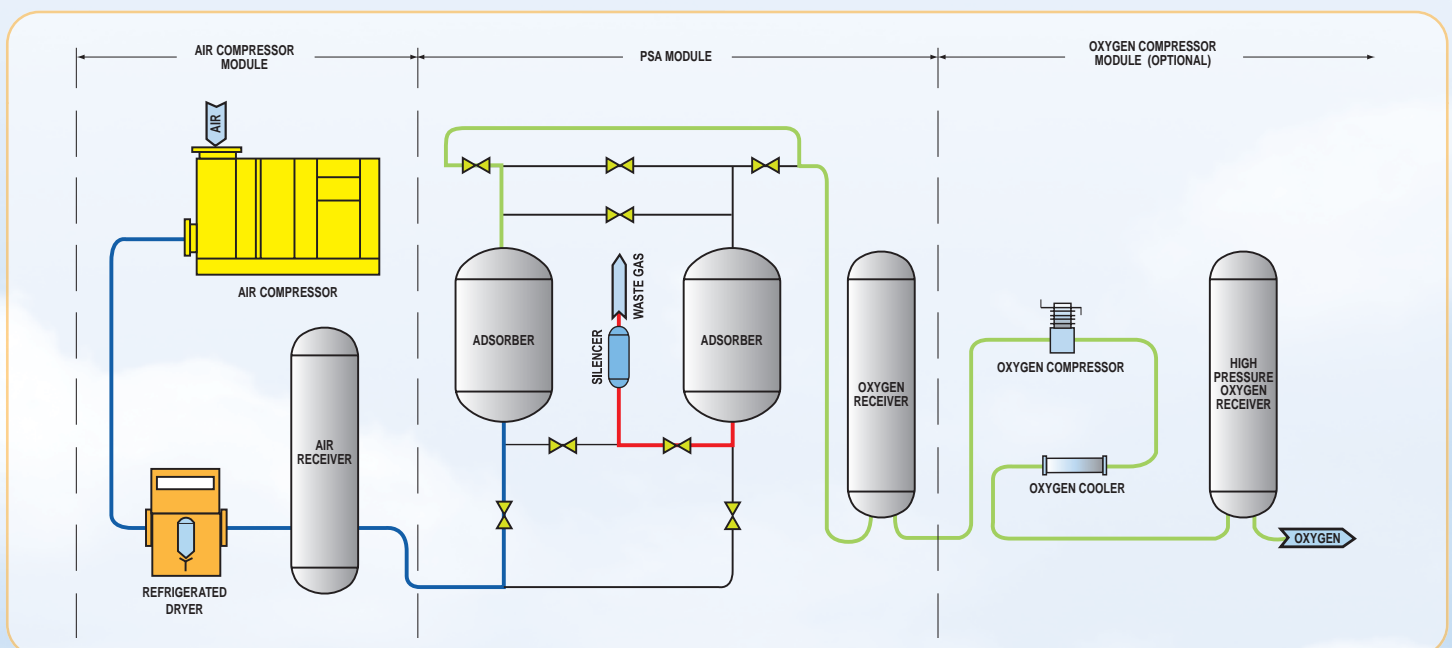 AIR COMPRESSOR
MODULE
PSA MODULE
OXYGEN COMPRESSOR
MODULE (OPTIONAL)
AIR
AIR COMPRESSOR
AIR
RECEIVER
REFRIGERATED
DRYER
ADSORBER
SILENCER
WASTE GAS
ADSORBER
OXYGEN
RECEIVER
OXYGEN COMPRESSOR
OXYGEN COOLER
HIGH
PRESSURE
OXYGEN
RECEIVER
OXYGEN